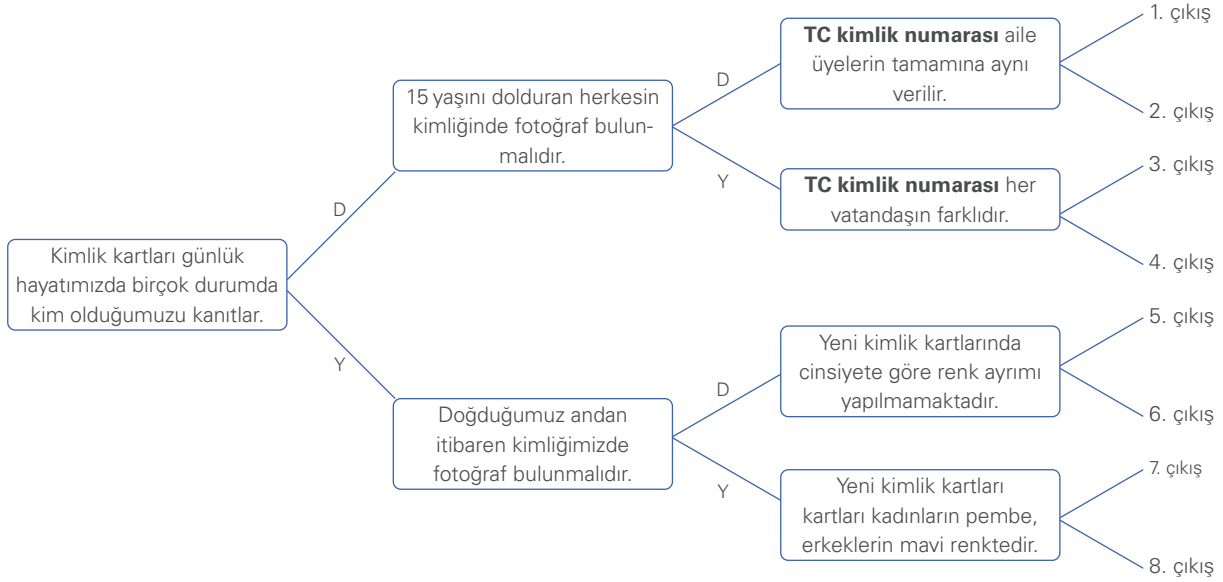 Kimlik kartları günlük
hayatımızda birçok durumda
kim olduğumuzu kanıtlar.
D
Y
15 yaşını dolduran herkesin
kimliğinde fotoğraf bulun-
malıdır.
D
Y
Doğduğumuz andan
itibaren kimliğimizde
fotoğraf bulunmalıdır.
D
Y
TC kimlik numarası aile
üyelerin tamamına aynı
verilir.
TC kimlik numarası her
vatandaşın farklıdır.
Yeni kimlik kartlarında
cinsiyete göre renk ayrımı
yapılmamaktadır.
Yeni kimlik kartları
kartları kadınların pembe,
erkeklerin mavi renktedir.
1. çıkış
2. çıkış
3. çıkış
4. çıkış
5. çıkış
6. çıkış
7. çıkış
8. çıkış